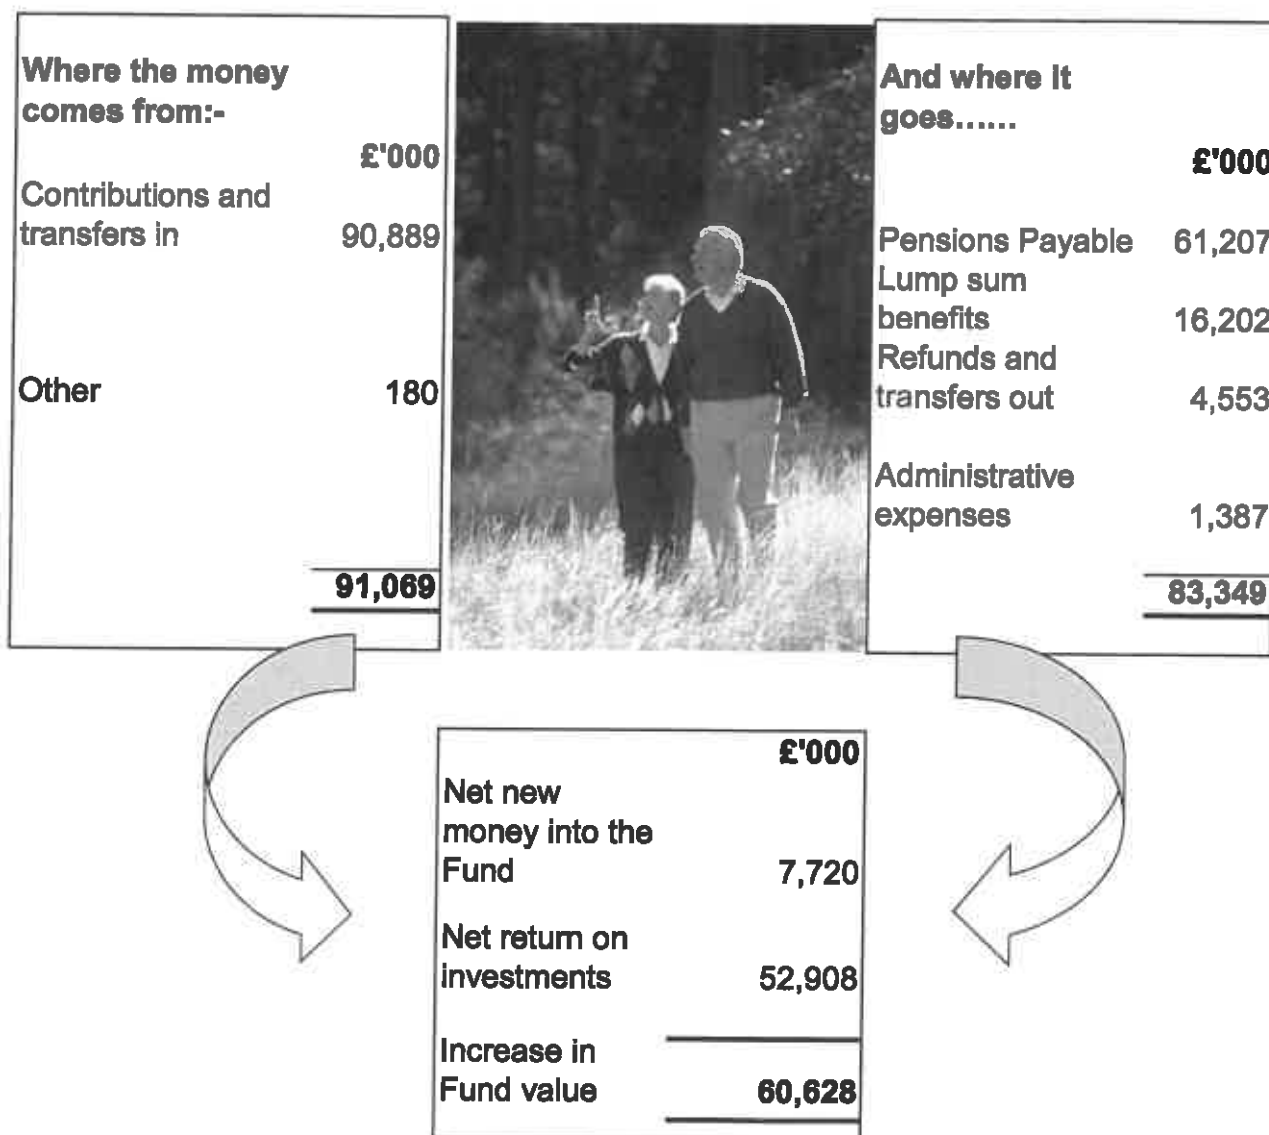 Where the money
comes from:-
£'000
Contributions and
transfers in 90,889
Other 180
91,069
And where it
goes......
£'000
Pensions Payable 61,207
Lump sum
benefits 16,202
Refunds and
transfers out 4,553
Administrative
expenses 1,387
83,349
£'000
Net new
money into the
Fund 7,720
Net return on
investments 52,908
Increase in
Fund value 60,628